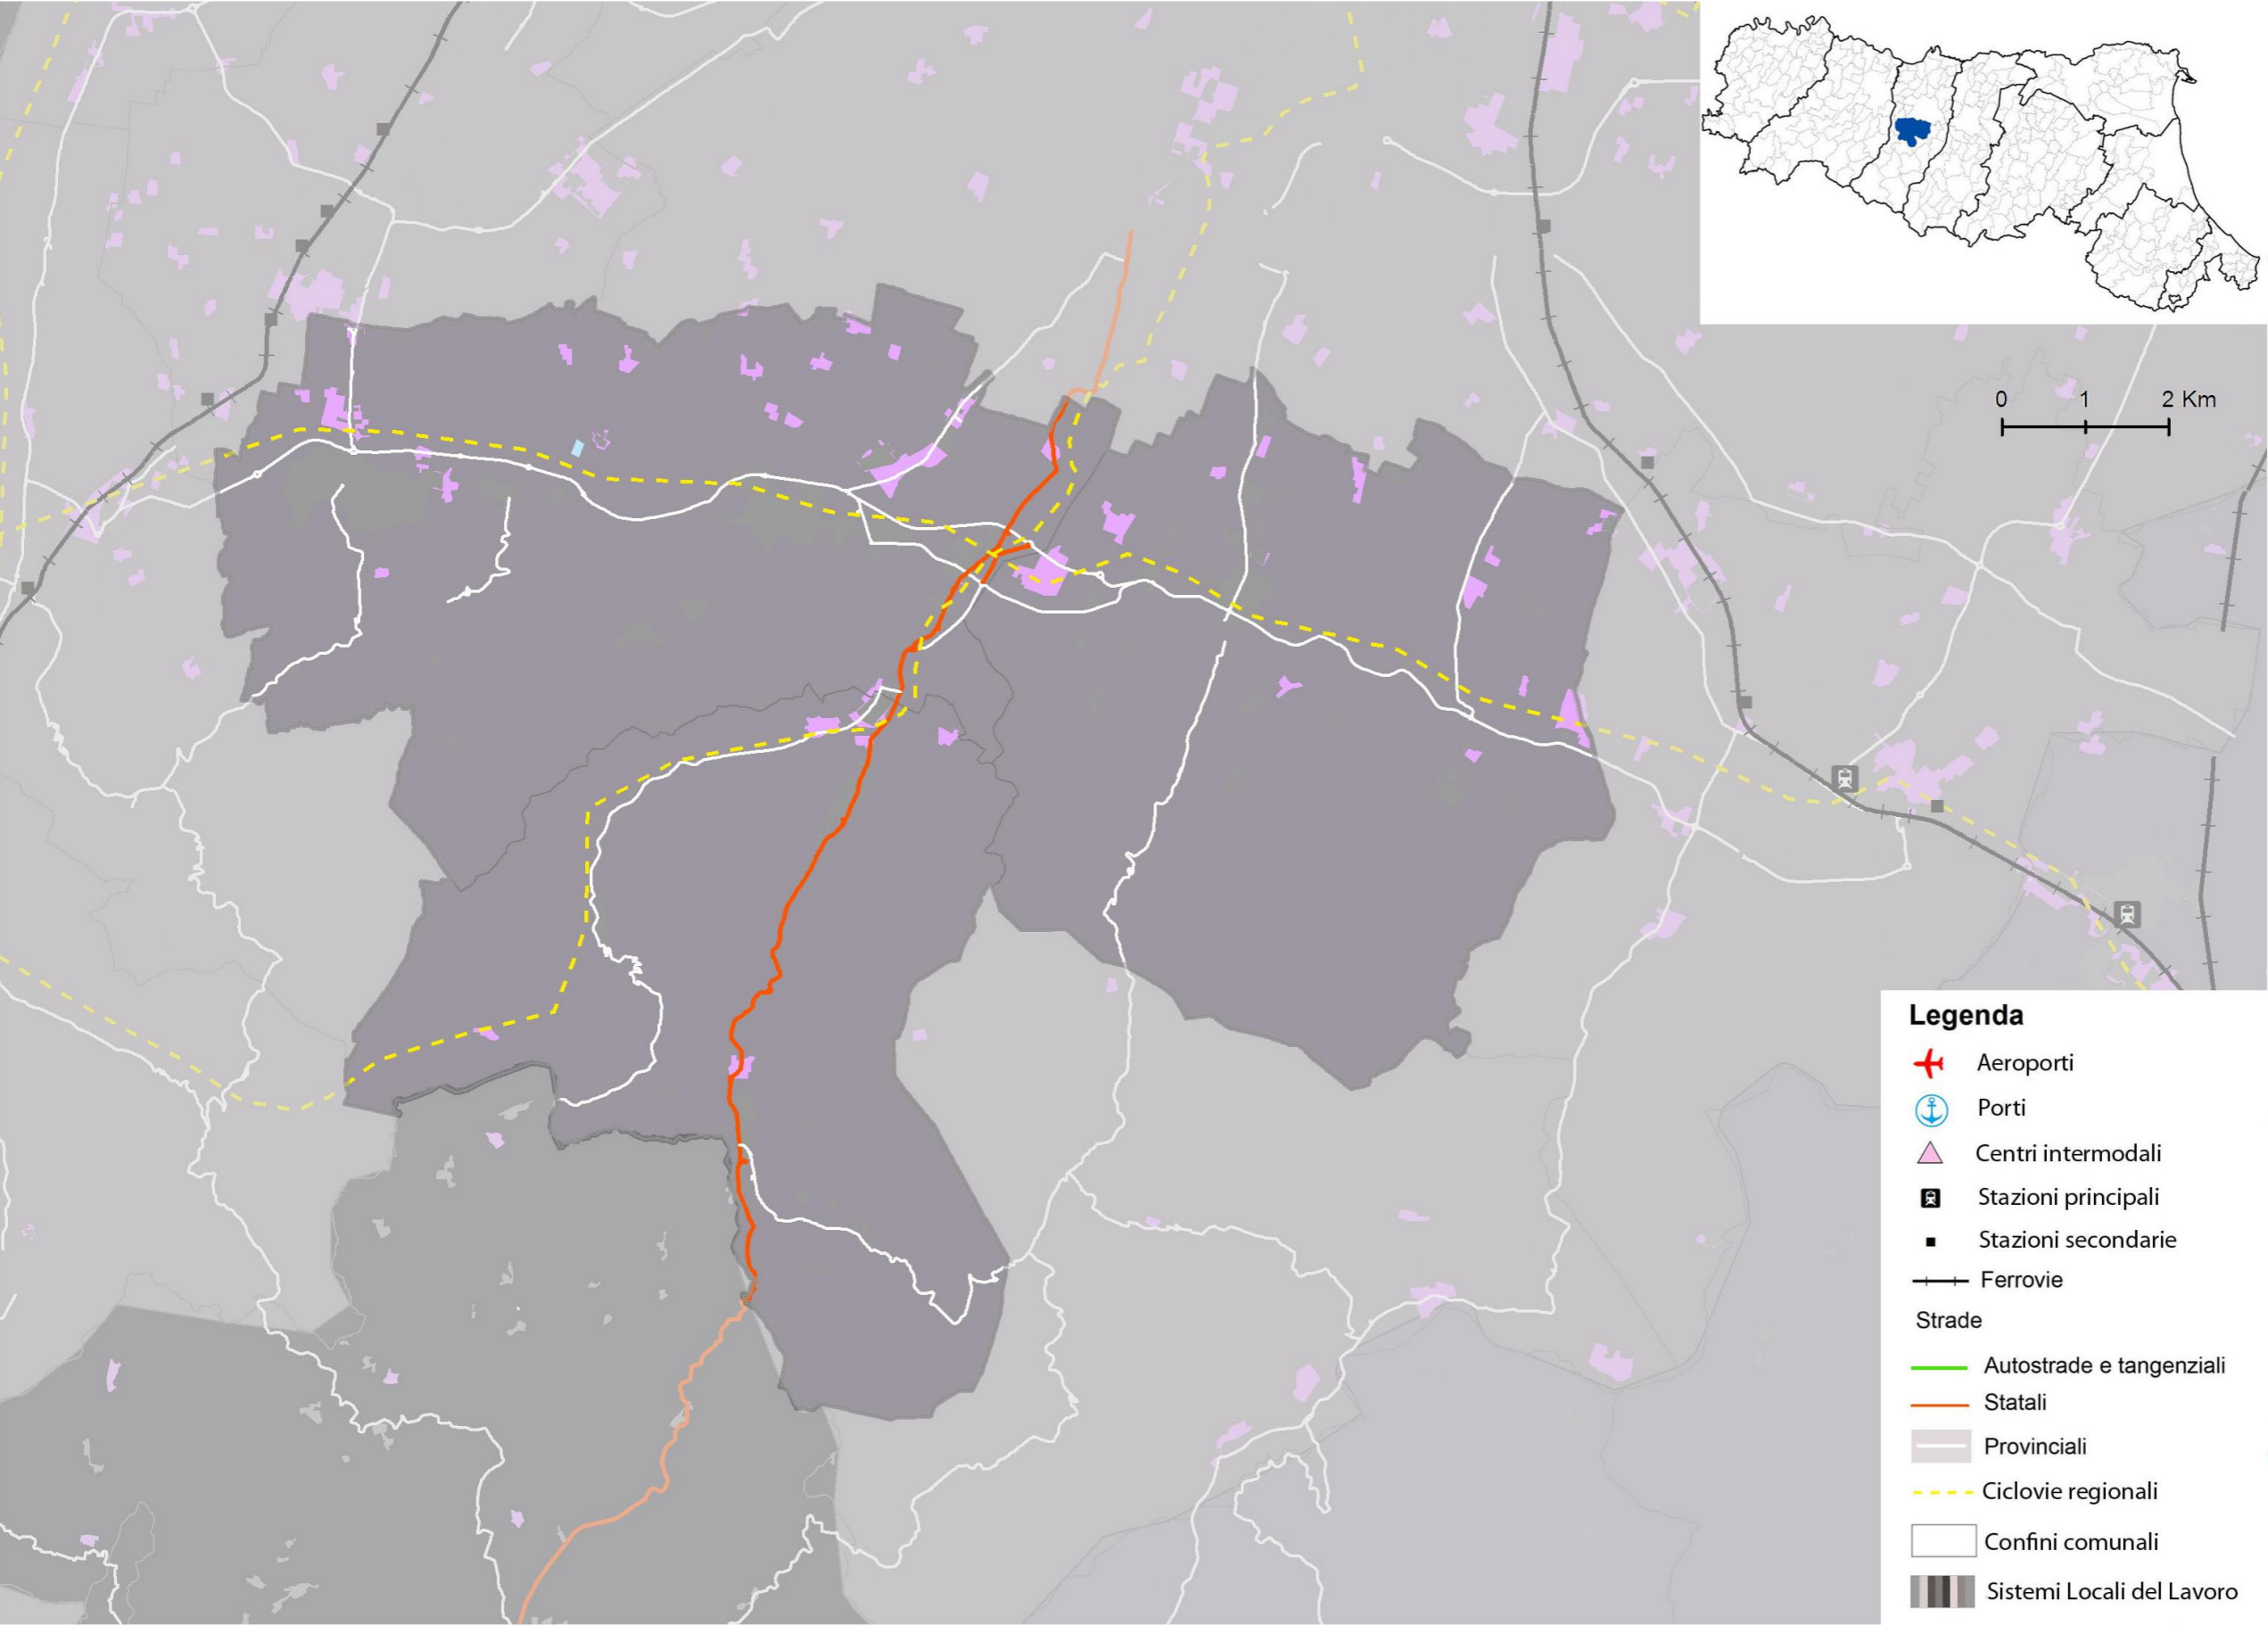 0 1 2 Km
Legenda
Aeroporti
Porti
Centri intermodali
Stazioni principali
Stazioni secondarie
Ferrovie
Strade
Autostrade e tangenziali
Statali
Provinciali
Ciclovie regionali
Confini comunali
Sistemi Locali del Lavoro